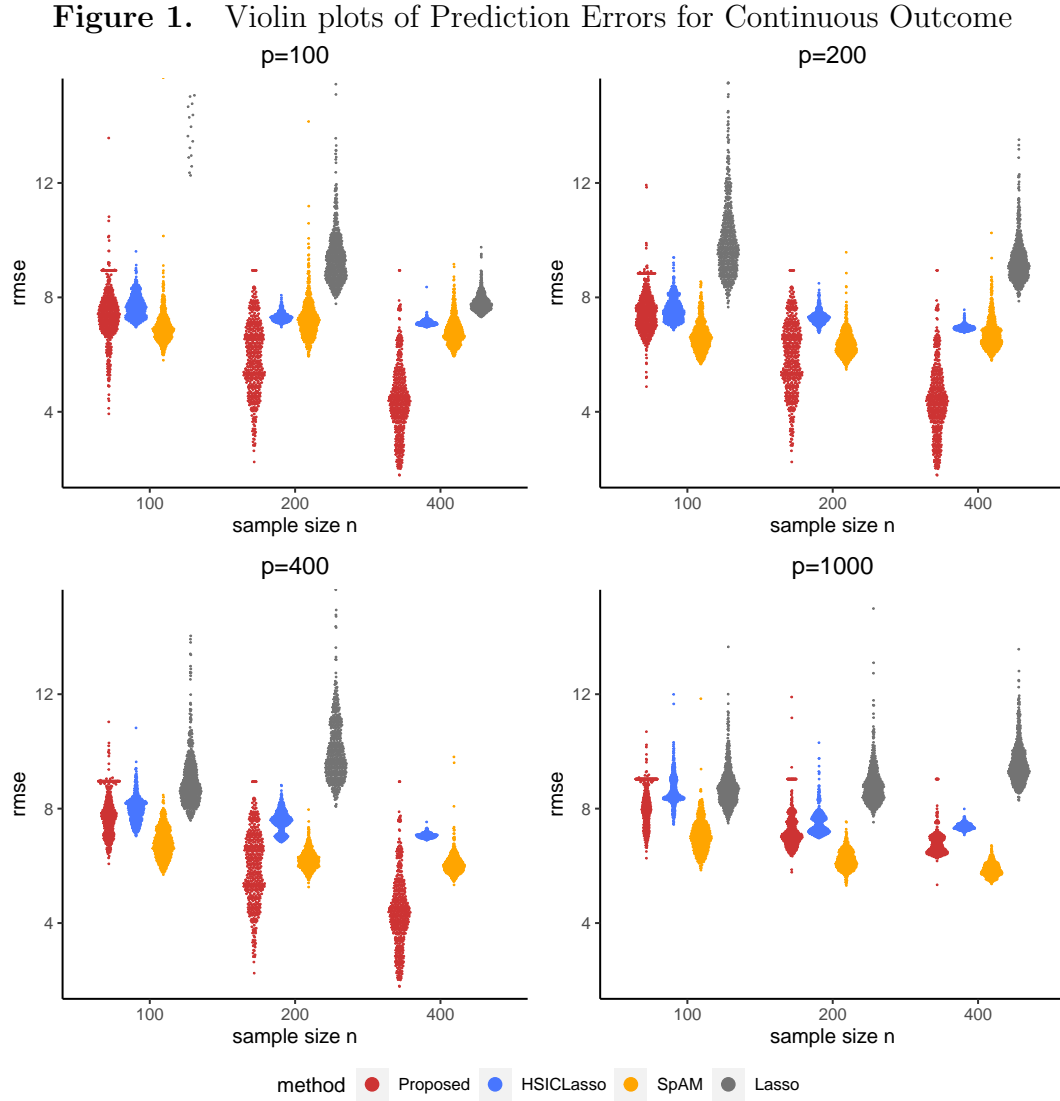 Figure 1. Violin plots of Prediction Errors for Continuous Outcome
p=100
p=200
rmse
12
8
4
100
200
400
sample size n
rmse
12
8
4
100
200
400
sample size n
p=400
p=1000
rmse
12
8
4
100
200
400
sample size n
rmse
12
8
4
100
200
400
sample size n
method Proposed HSICLasso SpAM Lasso